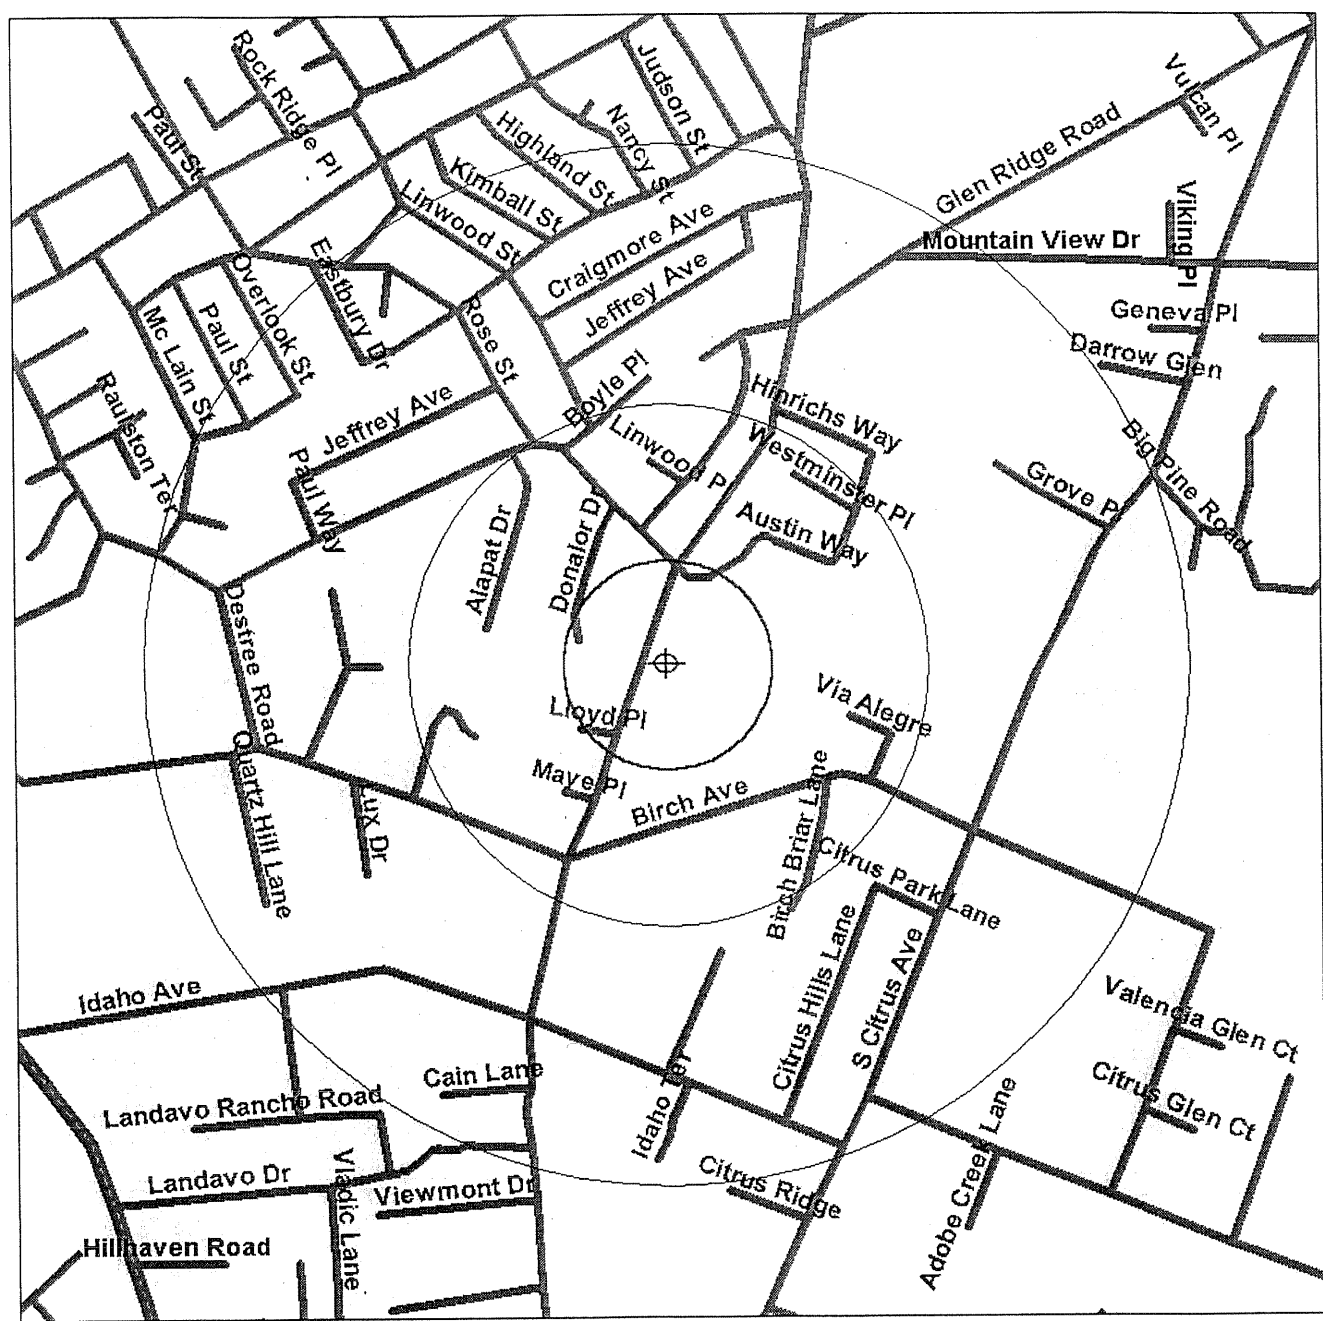 Rock Ridge Pl
Judson St
Vulcan Pl
Paul St
Highland St
Nancy St
Glen Ridge Road
Kimball St
Linwood St
Craigmore Ave
Viking Pl
Mountain View Dr
Eastbury Dr
Overlook St
Jeffrey Ave
Mc Lain St
Paul St
Rose St
Geneva Pl
Darrow Glen
Boyle Pl
Raulston Ter
Jeffrey Ave
Hinrichs Way
Linwood Pl
Westminster Pl
Big Pine Road
Paul Way
Grove Pl
Alapat Dr
Donalor Dr
Austin Way
Desfree Road
Via Alegre
Lloyd Pl
Quartz Hill Lane
Maye Pl
Birch Ave
Lux Dr
Birch Briar Lane
Citrus Park Lane
Citrus Hills Lane
S Citrus Ave
Idaho Ave
Valencia Glen Ct
Cain Lane
Citrus Glen Ct
Landavo Rancho Road
Idaho Ter
Adobe Creek Lane
Landavo Dr
Vladic Lane
Viewmont Dr
Citrus Ridge
Hillhaven Road